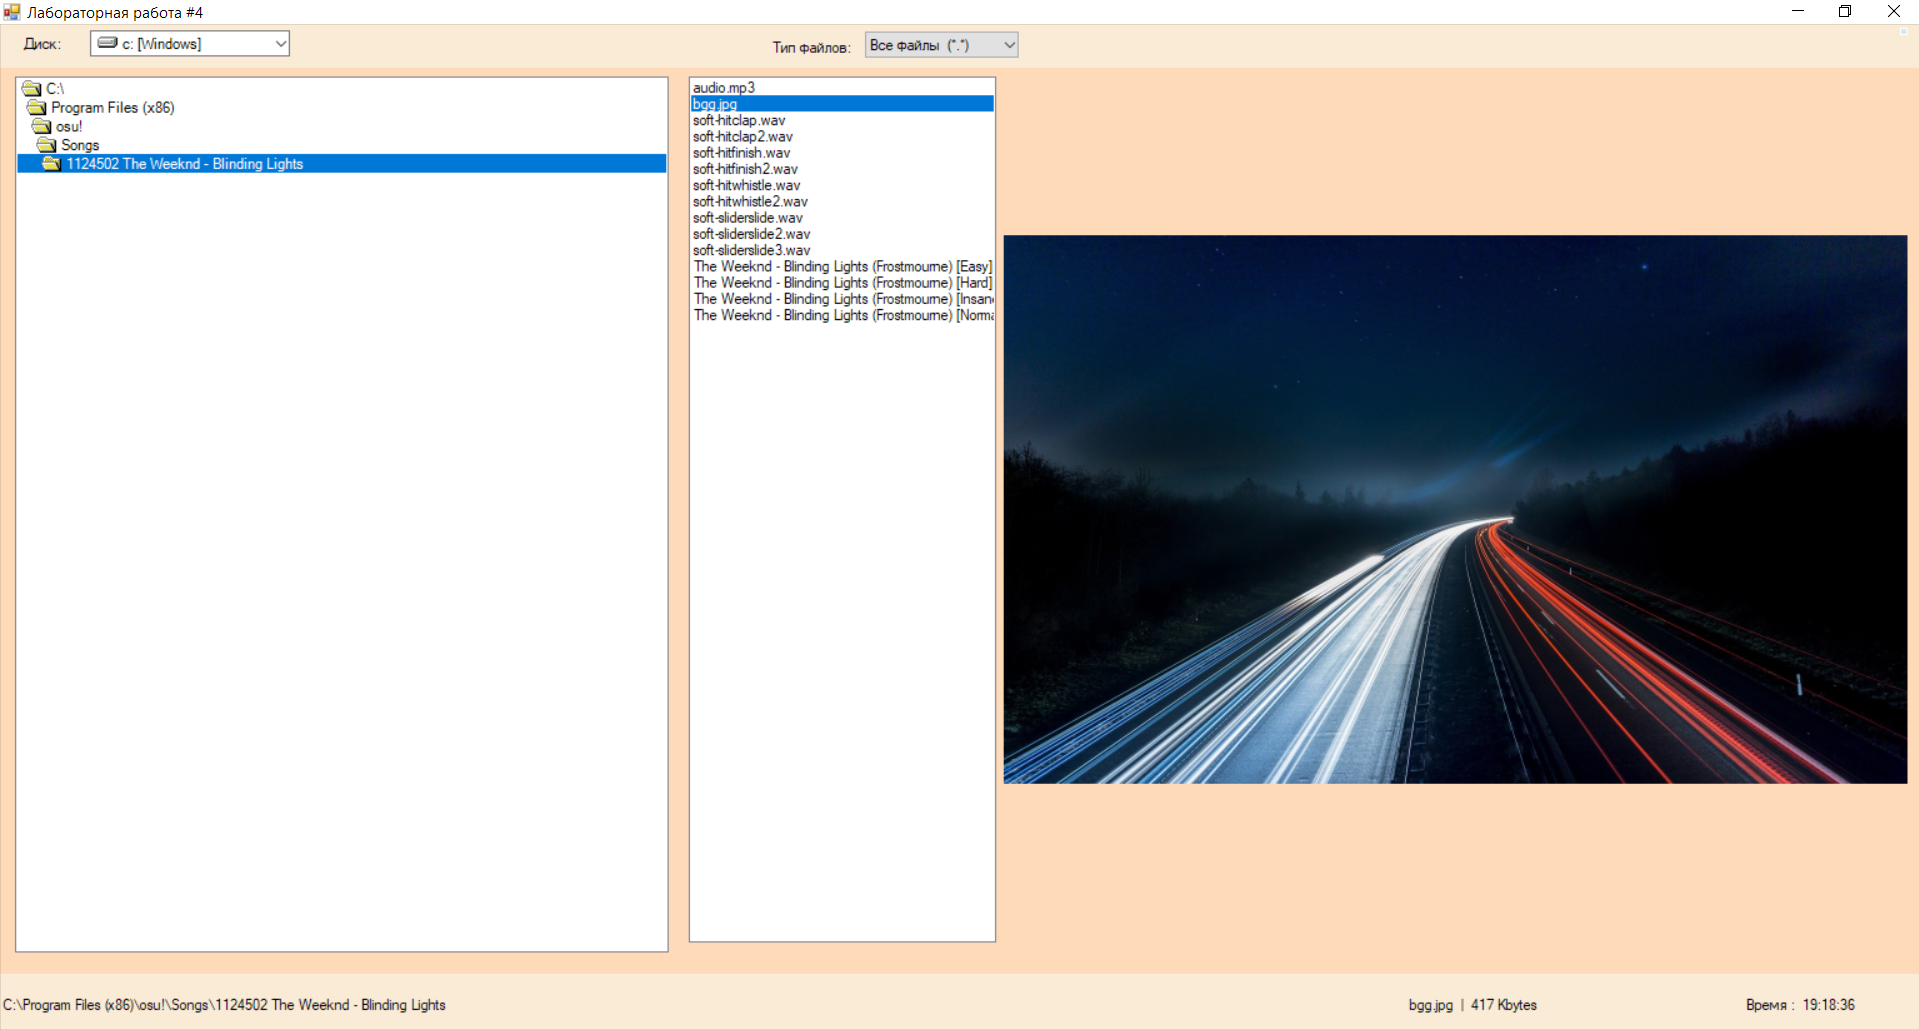 Лабораторная работа #4
Диск: c: [Windows] Тип файлов: Все файлы (*.*)
C:\
Program Files (x86)
osu!
Songs
1124502 The Weeknd - Blinding Lights
audio.mp3
bgg.jpg
soft-hitclap.wav
soft-hitclap2.wav
soft-hitfinish.wav
soft-hitfinish2.wav
soft-hitwhistle.wav
soft-hitwhistle2.wav
soft-sliderslide.wav
soft-sliderslide2.wav
soft-sliderslide3.wav
The Weeknd - Blinding Lights (Frostmourne) [Easy]
The Weeknd - Blinding Lights (Frostmourne) [Hard]
The Weeknd - Blinding Lights (Frostmourne) [Insan
The Weeknd - Blinding Lights (Frostmourne) [Norma
C:\Program Files (x86)\osu!\Songs\1124502 The Weeknd - Blinding Lights bgg.jpg | 417 Kbytes Время : 19:18:36